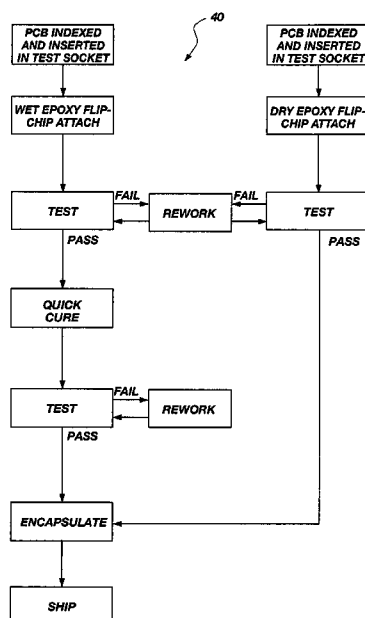 40
PCB INDEXED
AND INSERTED
IN TEST SOCKET
PCB INDEXED
AND INSERTED
IN TEST SOCKET
WET EPOXY FLIP-
CHIP ATTACH
DRY EPOXY FLIP-
CHIP ATTACH
TEST
FAIL
REWORK
FAIL
TEST
PASS
PASS
QUICK
CURE
TEST
FAIL
REWORK
PASS
ENCAPSULATE
SHIP